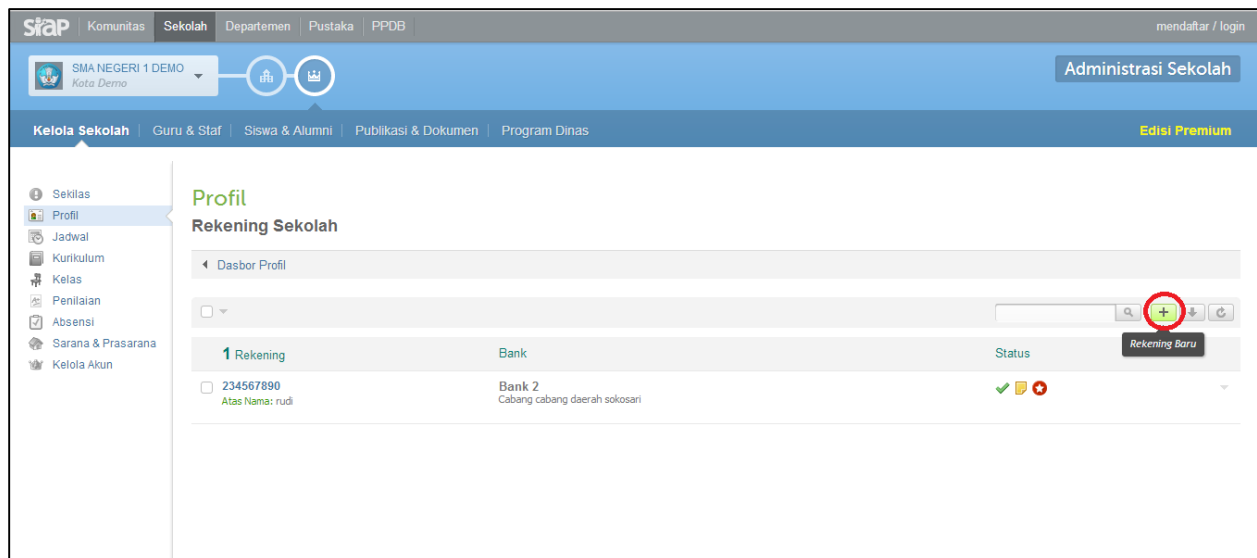 siap Komunitas Sekolah Departemen Pustaka PPDB mendaftar / login
SMA NEGERI 1 DEMO
Kota Demo
Administrasi Sekolah
Kelola Sekolah Guru & Staf Siswa & Alumni Publikasi & Dokumen Program Dinas Edisi Premium
Sekilas
Profil
Jadwal
Kurikulum
Kelas
Penilaian
Absensi
Sarana & Prasarana
Kelola Akun
Profil
Rekening Sekolah
Dasbor Profil
Rekening Baru
1 Rekening Bank Status
234567890 Bank 2
Atas Nama: rudi Cabang cabang daerah sokosari